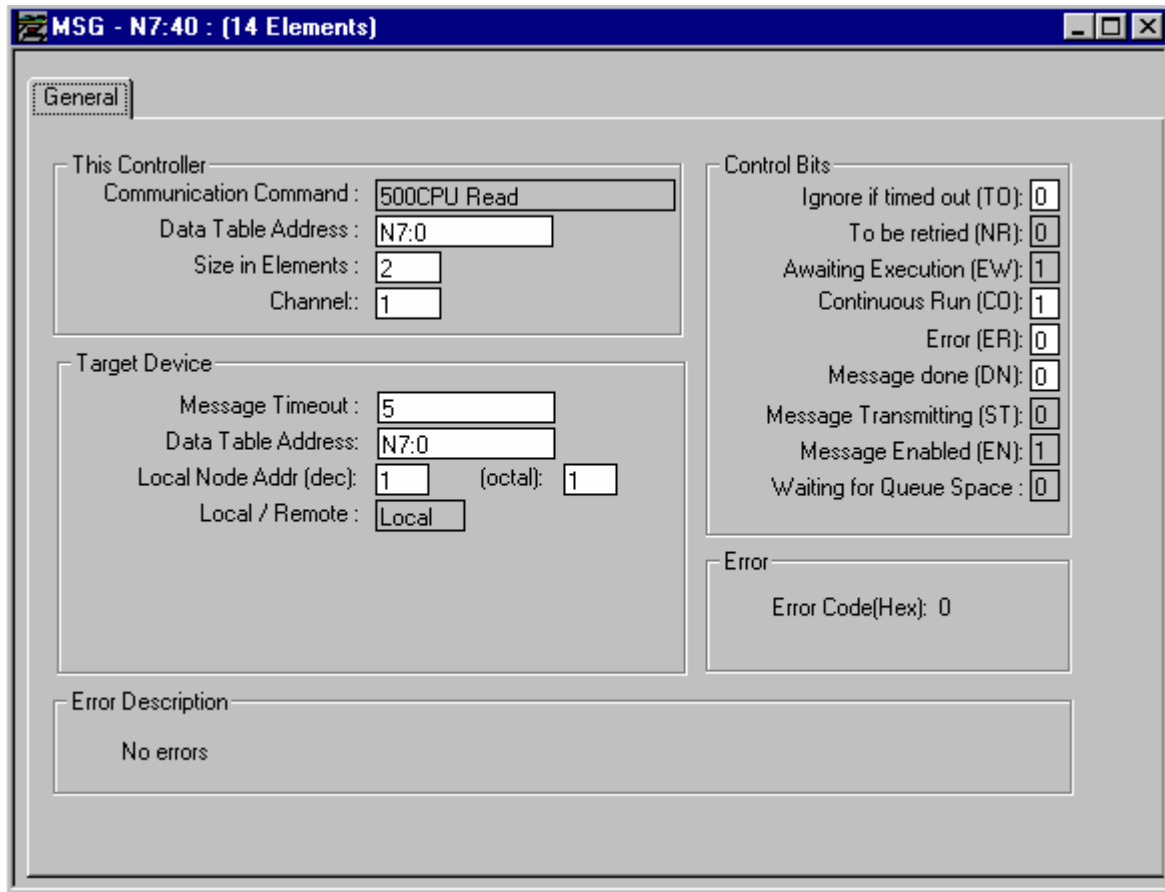 MSG - N7:40 : (14 Elements)
General
This Controller
Communication Command : 500CPU Read
Data Table Address : N7:0
Size in Elements : 2
Channel:: 1
Target Device
Message Timeout : 5
Data Table Address: N7:0
Local Node Addr (dec): 1 (octal): 1
Local / Remote : Local
Control Bits
Ignore if timed out (TO): 0
To be retried (NR): 0
Awaiting Execution (EW): 1
Continuous Run (CO): 1
Error (ER): 0
Message done (DN): 0
Message Transmitting (ST): 0
Message Enabled (EN): 1
Waiting for Queue Space : 0
Error
Error Code(Hex): 0
Error Description
No errors